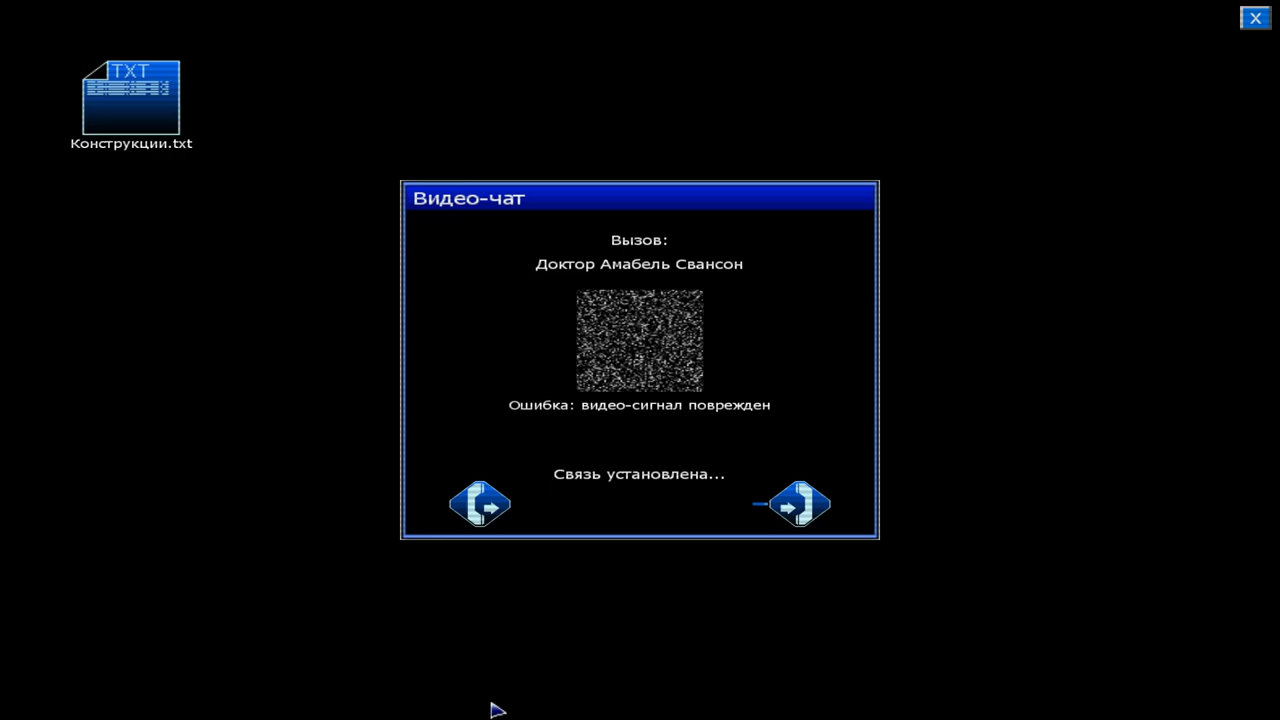 X
TXT
Конструкции.txt
Видео-чат
Вызов:
Доктор Амабель Свансон
Ошибка: видео-сигнал поврежден
Связь установлена...